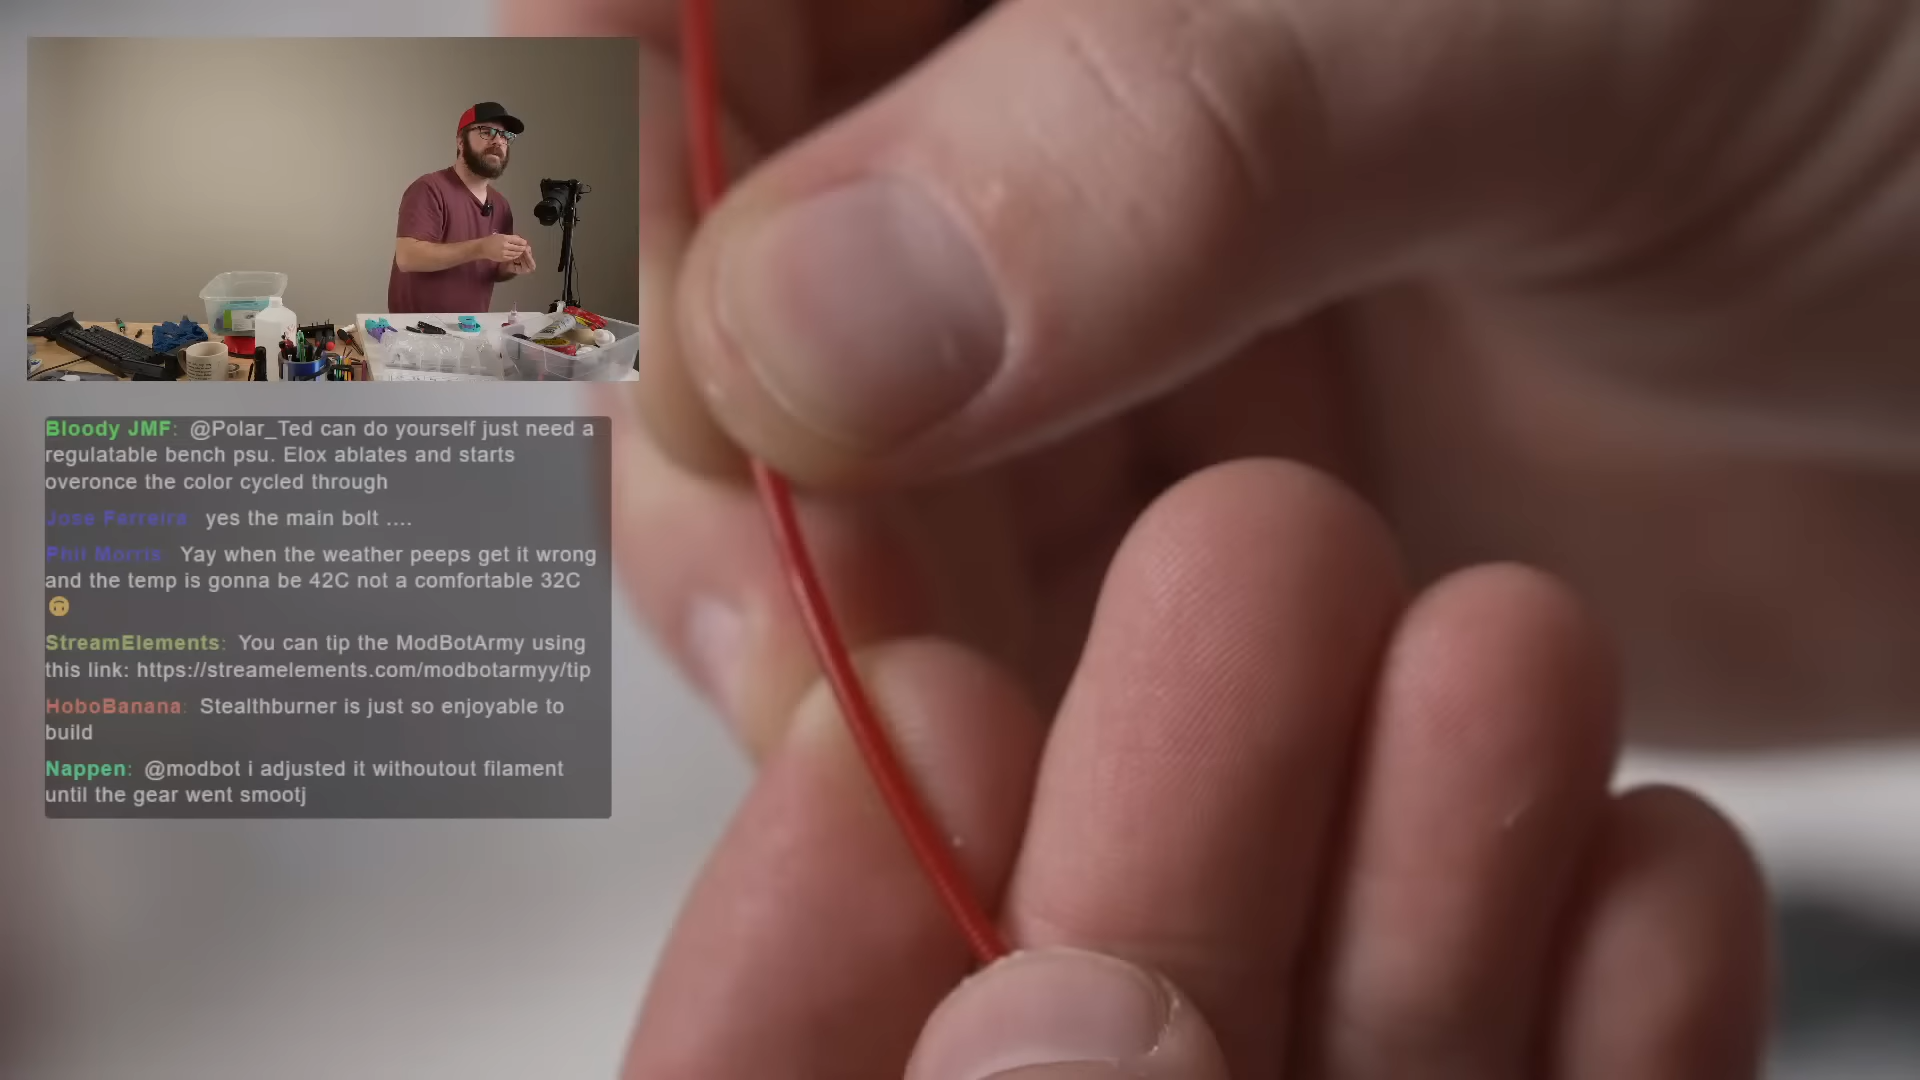 Bloody JMF: @Polar_Ted can do yourself just need a
regulatable bench psu. Elox ablates and starts
overonce the color cycled through
Jose Ferreira: yes the main bolt ....
Phil Morris: Yay when the weather peeps get it wrong
and the temp is gonna be 42C not a comfortable 32C
🙃
StreamElements: You can tip the ModBotArmy using
this link: https://streamelements.com/modbotarmyy/tip
HoboBanana: Stealthburner is just so enjoyable to
build
Nappen: @modbot i adjusted it withoutout filament
until the gear went smootj